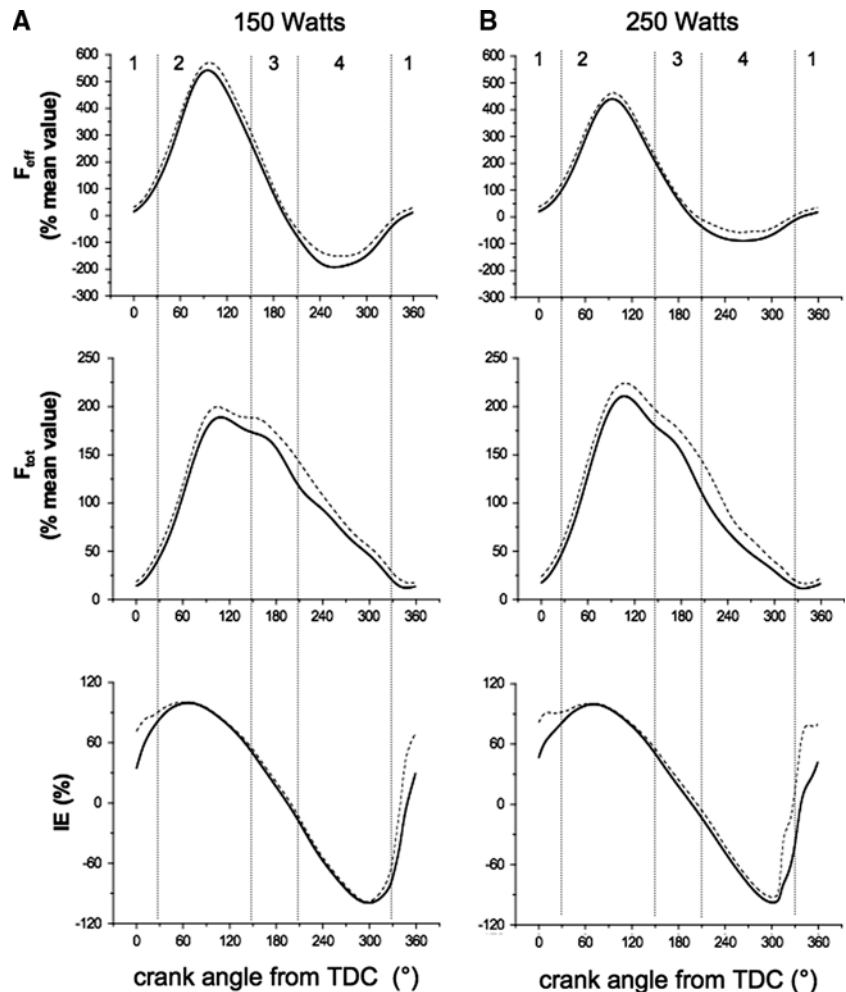 A 150 Watts B 250 Watts
1 2 3 4 1 1 2 3 4 1
F_eff (% mean value)
600 500 400 300 200 100 0 -100 -200 -300
0 60 120 180 240 300 360
600 500 400 300 200 100 0 -100 -200 -300
0 60 120 180 240 300 360
F_tot (% mean value)
250 200 150 100 50 0
0 60 120 180 240 300 360
250 200 150 100 50 0
0 60 120 180 240 300 360
IE (%)
120 60 0 -60 -120
0 60 120 180 240 300 360
120 60 0 -60 -120
0 60 120 180 240 300 360
crank angle from TDC (°) crank angle from TDC (°)